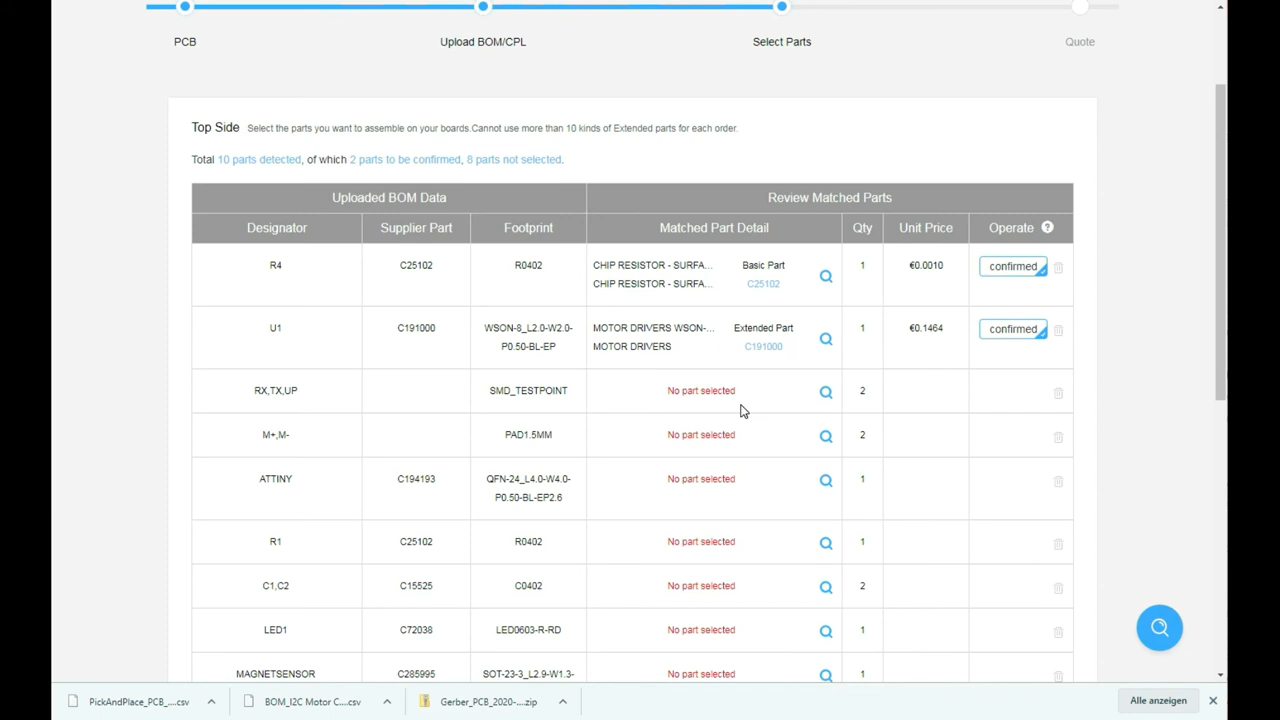 PCB Upload BOM/CPL Select Parts Quote
Top Side Select the parts you want to assemble on your boards.Cannot use more than 10 kinds of Extended parts for each order.
Total 10 parts detected, of which 2 parts to be confirmed, 8 parts not selected.
Uploaded BOM Data Review Matched Parts
Designator Supplier Part Footprint Matched Part Detail Qty Unit Price Operate ?
R4 C25102 R0402 CHIP RESISTOR - SURFA... Basic Part 1 €0.0010 confirmed
CHIP RESISTOR - SURFA... C25102
U1 C191000 WSON-8_L2.0-W2.0- MOTOR DRIVERS WSON-... Extended Part 1 €0.1464 confirmed
P0.50-BL-EP MOTOR DRIVERS C191000
RX,TX,UP SMD_TESTPOINT No part selected 2
M+,M- PAD1.5MM No part selected 2
ATTINY C194193 QFN-24_L4.0-W4.0- No part selected 1
P0.50-BL-EP2.6
R1 C25102 R0402 No part selected 1
C1,C2 C15525 C0402 No part selected 2
LED1 C72038 LED0603-R-RD No part selected 1
MAGNETSENSOR C285995 SOT-23-3_L2.9-W1.3- No part selected 1
PickAndPlace_PCB_....csv BOM_I2C Motor C....csv Gerber_PCB_2020-....zip Alle anzeigen